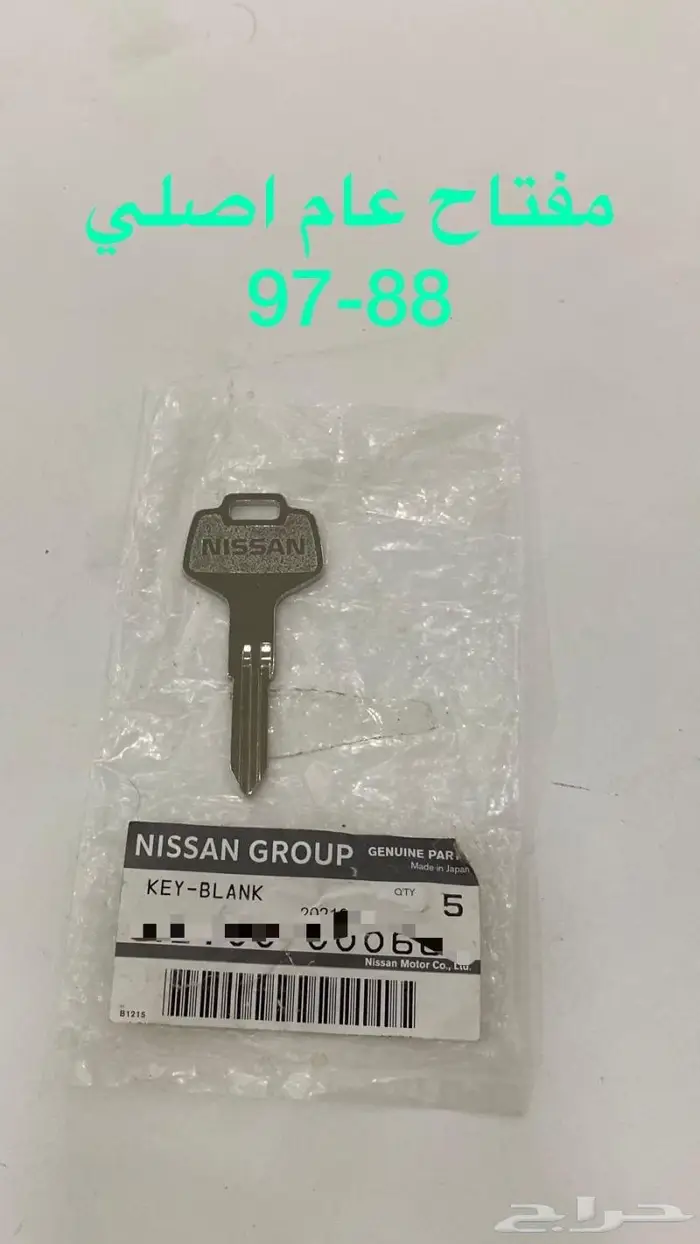 مفتاح عام اصلي
97-88
NISSAN
NISSAN GROUP GENUINE
Made in Japan
KEY-BLANK QTY 5
Nissan Motor Co., Ltd.
B1215
حراج